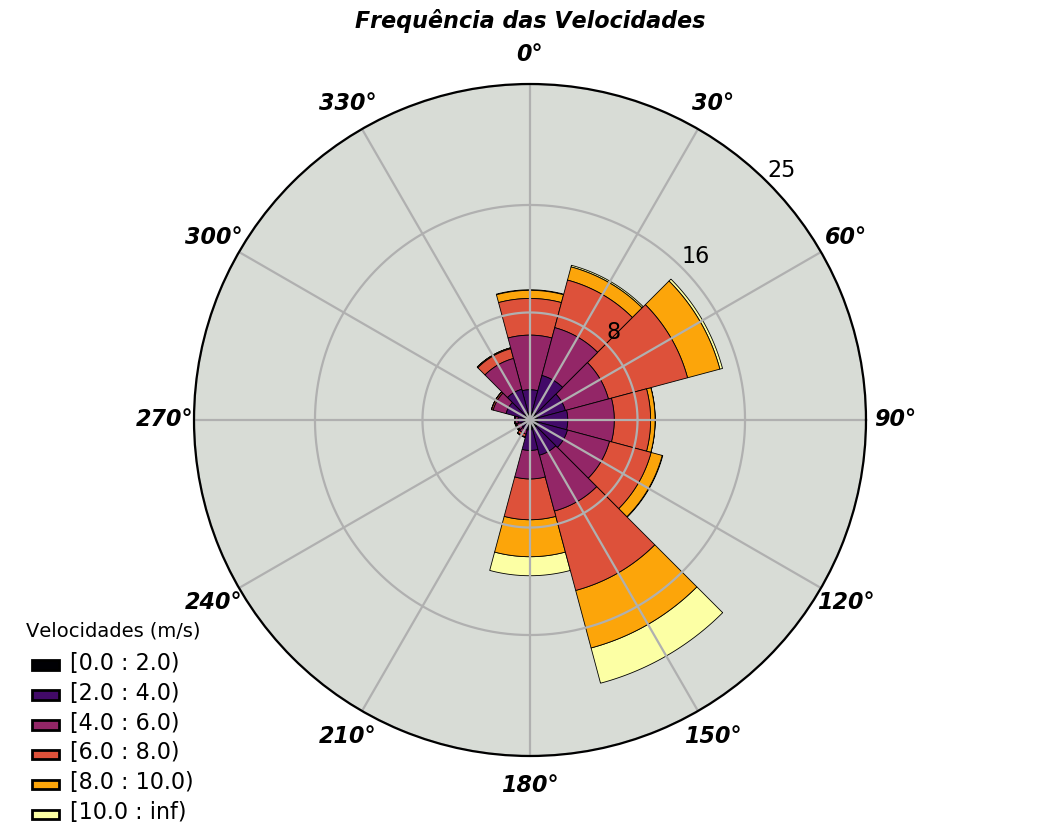 Frequência das Velocidades
0°
330°
30°
25
300°
60°
16
8
270°
90°
240°
120°
210°
150°
180°
Velocidades (m/s)
[0.0 : 2.0)
[2.0 : 4.0)
[4.0 : 6.0)
[6.0 : 8.0)
[8.0 : 10.0)
[10.0 : inf)